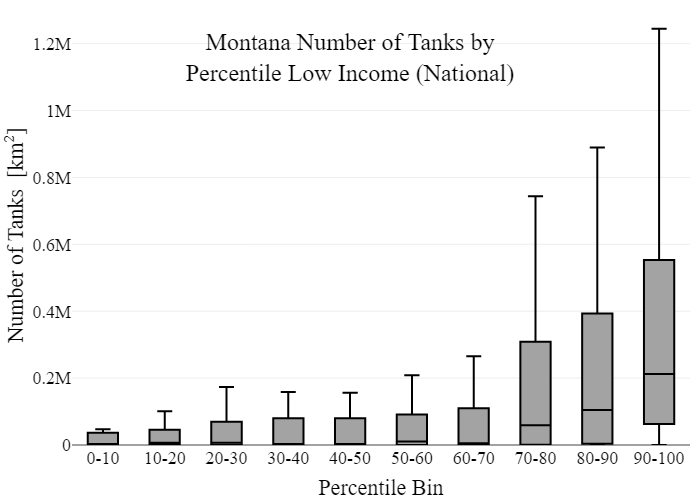 Montana Number of Tanks by
Percentile Low Income (National)
Number of Tanks [km²]
1.2M
1M
0.8M
0.6M
0.4M
0.2M
0
0-10 10-20 20-30 30-40 40-50 50-60 60-70 70-80 80-90 90-100
Percentile Bin